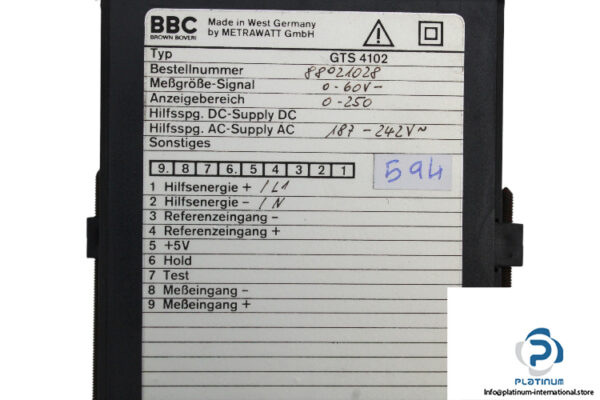 BBC
BROWN BOVERI
Made in West Germany
by METRAWATT GmbH
Typ GTS 4102
Bestellnummer 88021028
Meßgröße-Signal 0-60V-
Anzeigebereich 0-250
Hilfsspg. DC-Supply DC
Hilfsspg. AC-Supply AC 187-242V~
Sonstiges
9. 8 7 6. 5 4 3 2 1
594
1 Hilfsenergie + /L1
2 Hilfsenergie - /N
3 Referenzeingang -
4 Referenzeingang +
5 +5V
6 Hold
7 Test
8 Meßeingang -
9 Meßeingang +
PLATINUM
Info@platinum-international.store